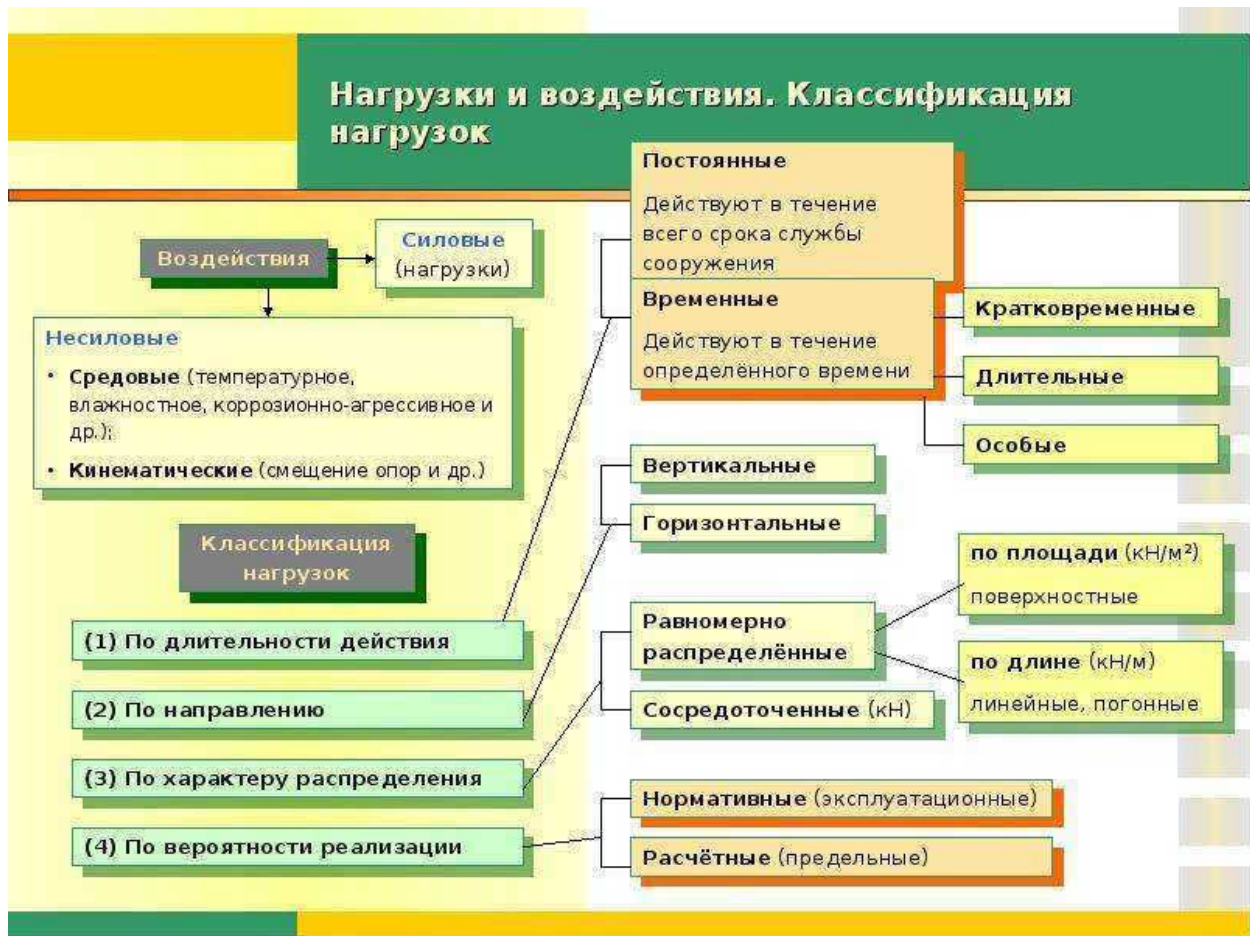 Нагрузки и воздействия. Классификация
нагрузок
Воздействия
Силовые
(нагрузки)
Несиловые
• Средовые (температурное,
влажностное, коррозионно-агрессивное и
др.);
• Кинематические (смещение опор и др.)
Классификация
нагрузок
(1) По длительности действия
(2) По направлению
(3) По характеру распределения
(4) По вероятности реализации
Постоянные
Действуют в течение
всего срока службы
сооружения
Временные
Действуют в течение
определённого времени
Кратковременные
Длительные
Особые
Вертикальные
Горизонтальные
Равномерно
распределённые
по площади (кН/м²)
поверхностные
по длине (кН/м)
линейные, погонные
Сосредоточенные (кН)
Нормативные (эксплуатационные)
Расчётные (предельные)